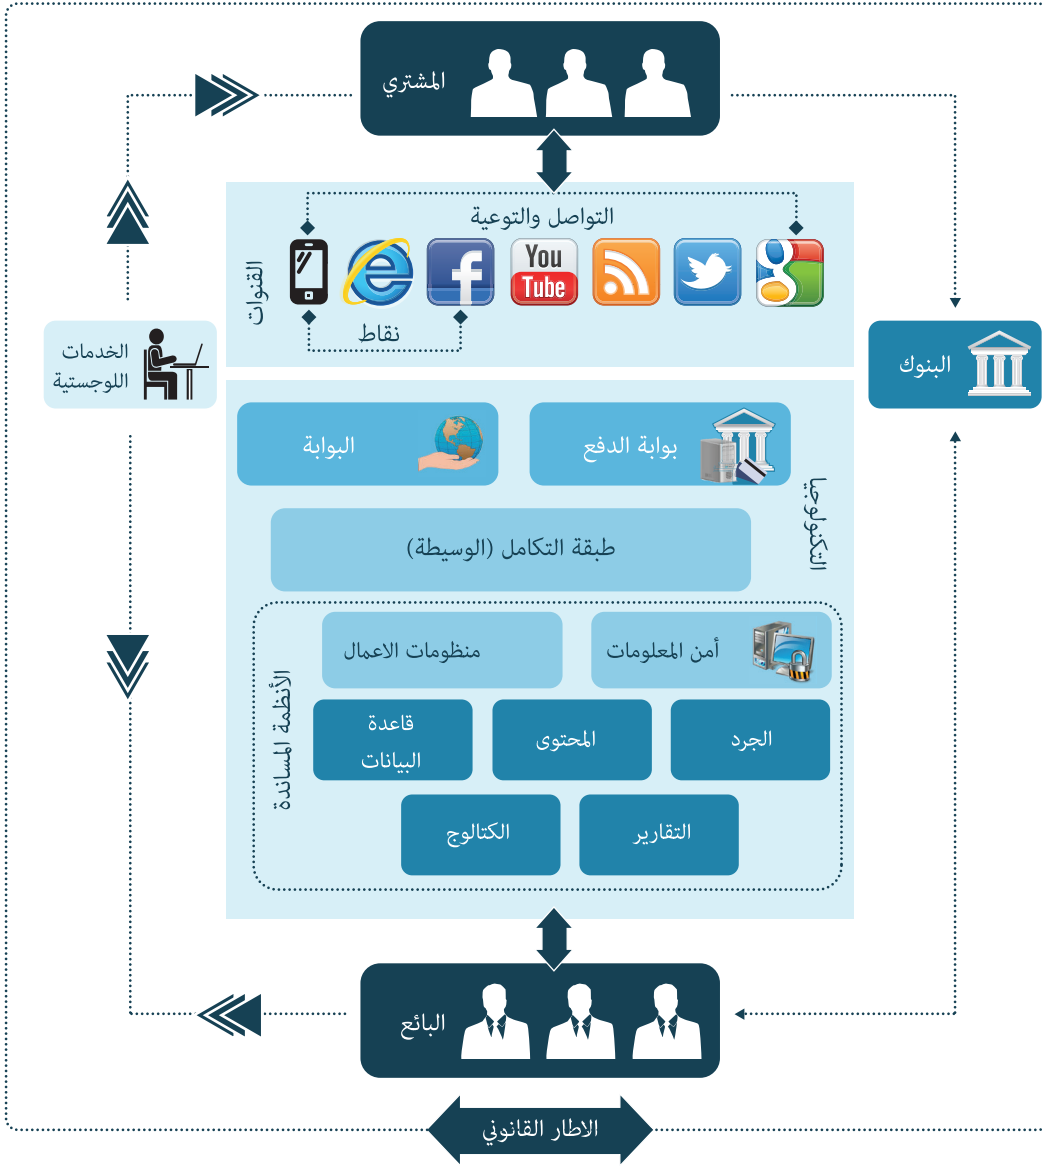 المشتري
التواصل والتوعية
You
Tube
القنوات
نقاط
الخدمات
اللوجستية
البنوك
بوابة الدفع
البوابة
التكنولوجيا
طبقة التكامل (الوسيطة)
أمن المعلومات
منظومات الاعمال
الأنظمة المساندة
الجرد
المحتوى
قاعدة
البيانات
التقارير
الكتالوج
البائع
الاطار القانوني